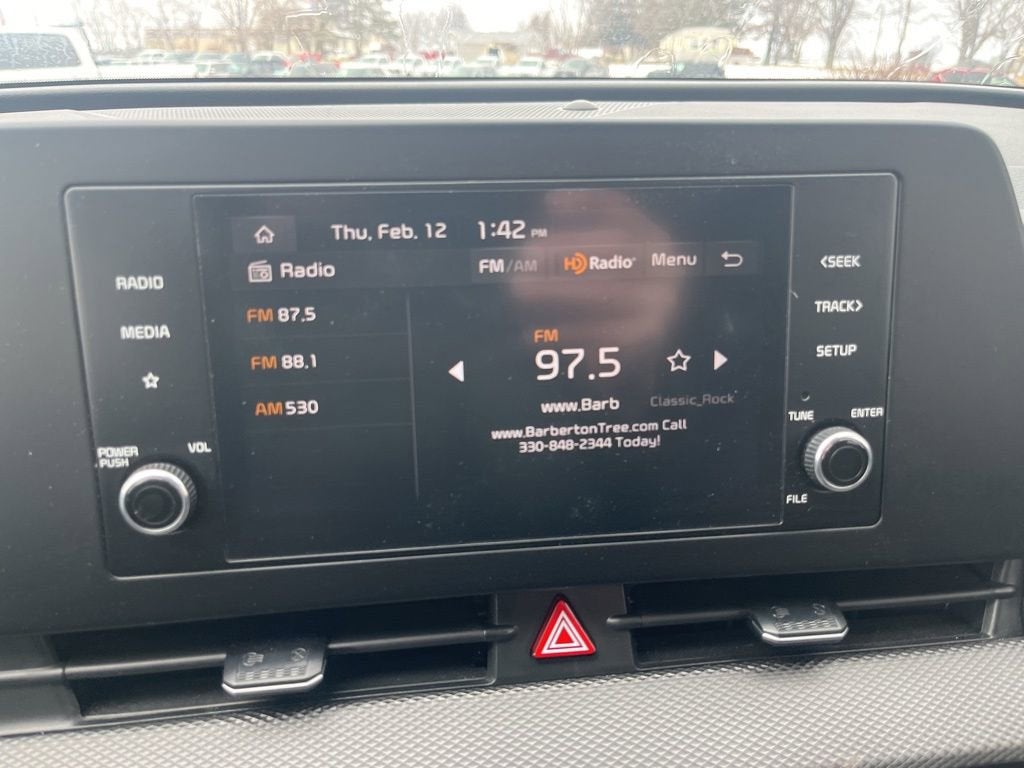 Thu, Feb. 12 1:42 PM
Radio FM/AM HD Radio Menu
FM 87.5
FM 88.1
AM 530
FM
97.5
www.Barb Classic_Rock
www.BarbertonTree.com Call
330-848-2344 Today!
RADIO
MEDIA
POWER
PUSH
VOL
<SEEK
TRACK>
SETUP
TUNE
ENTER
FILE